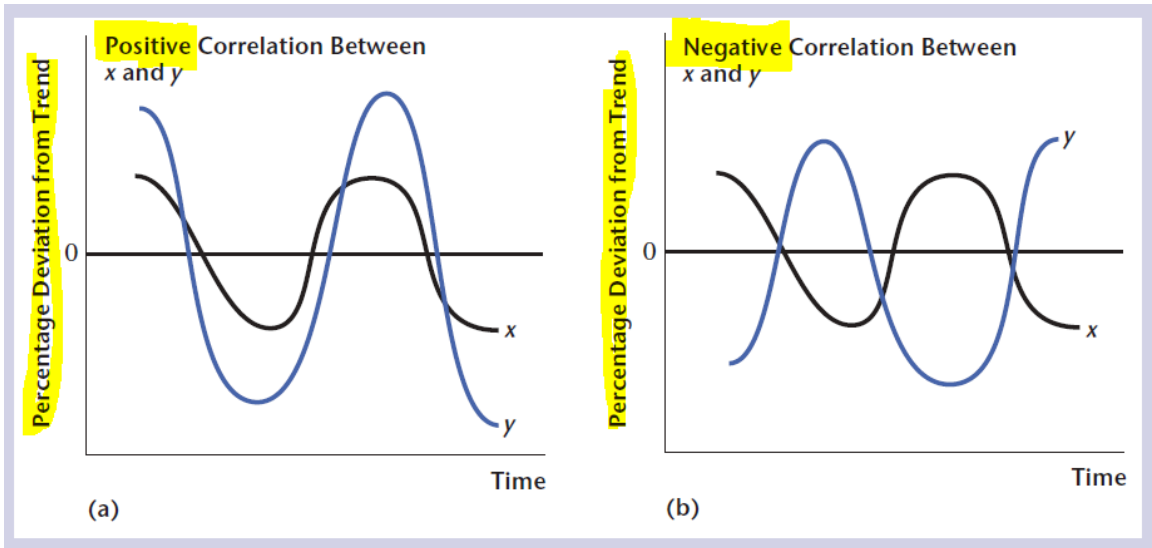 Positive Correlation Between
x and y
Percentage Deviation from Trend
0
x
y
Time
(a)
Negative Correlation Between
x and y
Percentage Deviation from Trend
0
y
x
Time
(b)